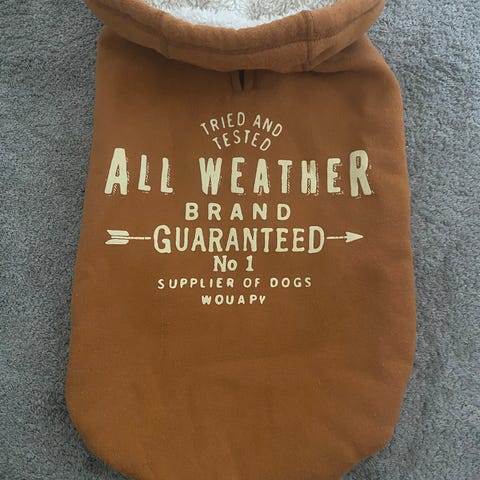 TRIED AND
TESTED
ALL WEATHER
BRAND
GUARANTEED
No 1
SUPPLIER OF DOGS
WOUAPY